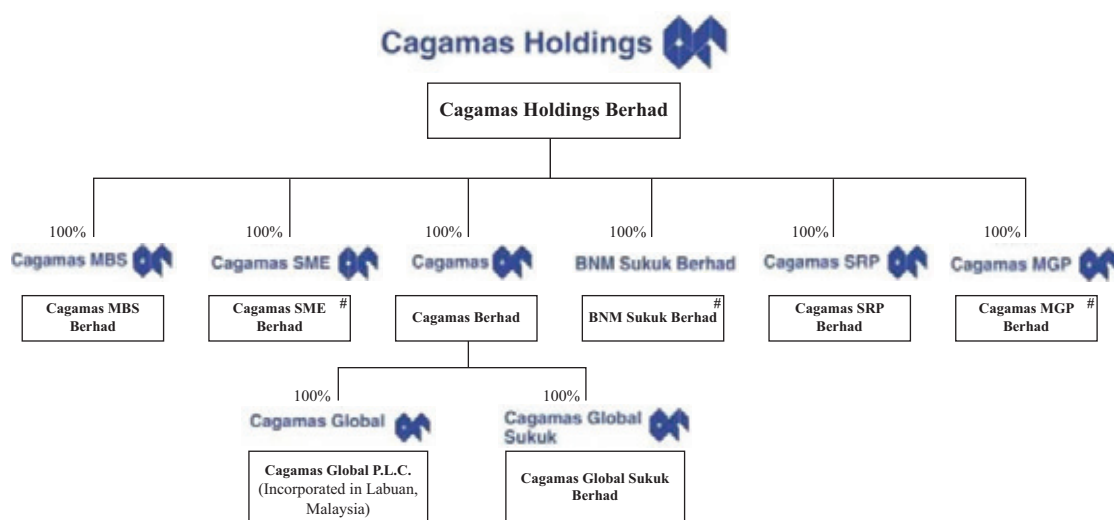 Cagamas Holdings
Cagamas Holdings Berhad
100%
100%
100%
100%
100%
100%
Cagamas MBS
Cagamas SME
Cagamas
BNM Sukuk Berhad
Cagamas SRP
Cagamas MGP
Cagamas MBS
Berhad
#
Cagamas SME
Berhad
Cagamas Berhad
#
BNM Sukuk Berhad
Cagamas SRP
Berhad
#
Cagamas MGP
Berhad
100%
100%
Cagamas Global
Cagamas Global
Sukuk
Cagamas Global P.L.C.
(Incorporated in Labuan,
Malaysia)
Cagamas Global Sukuk
Berhad